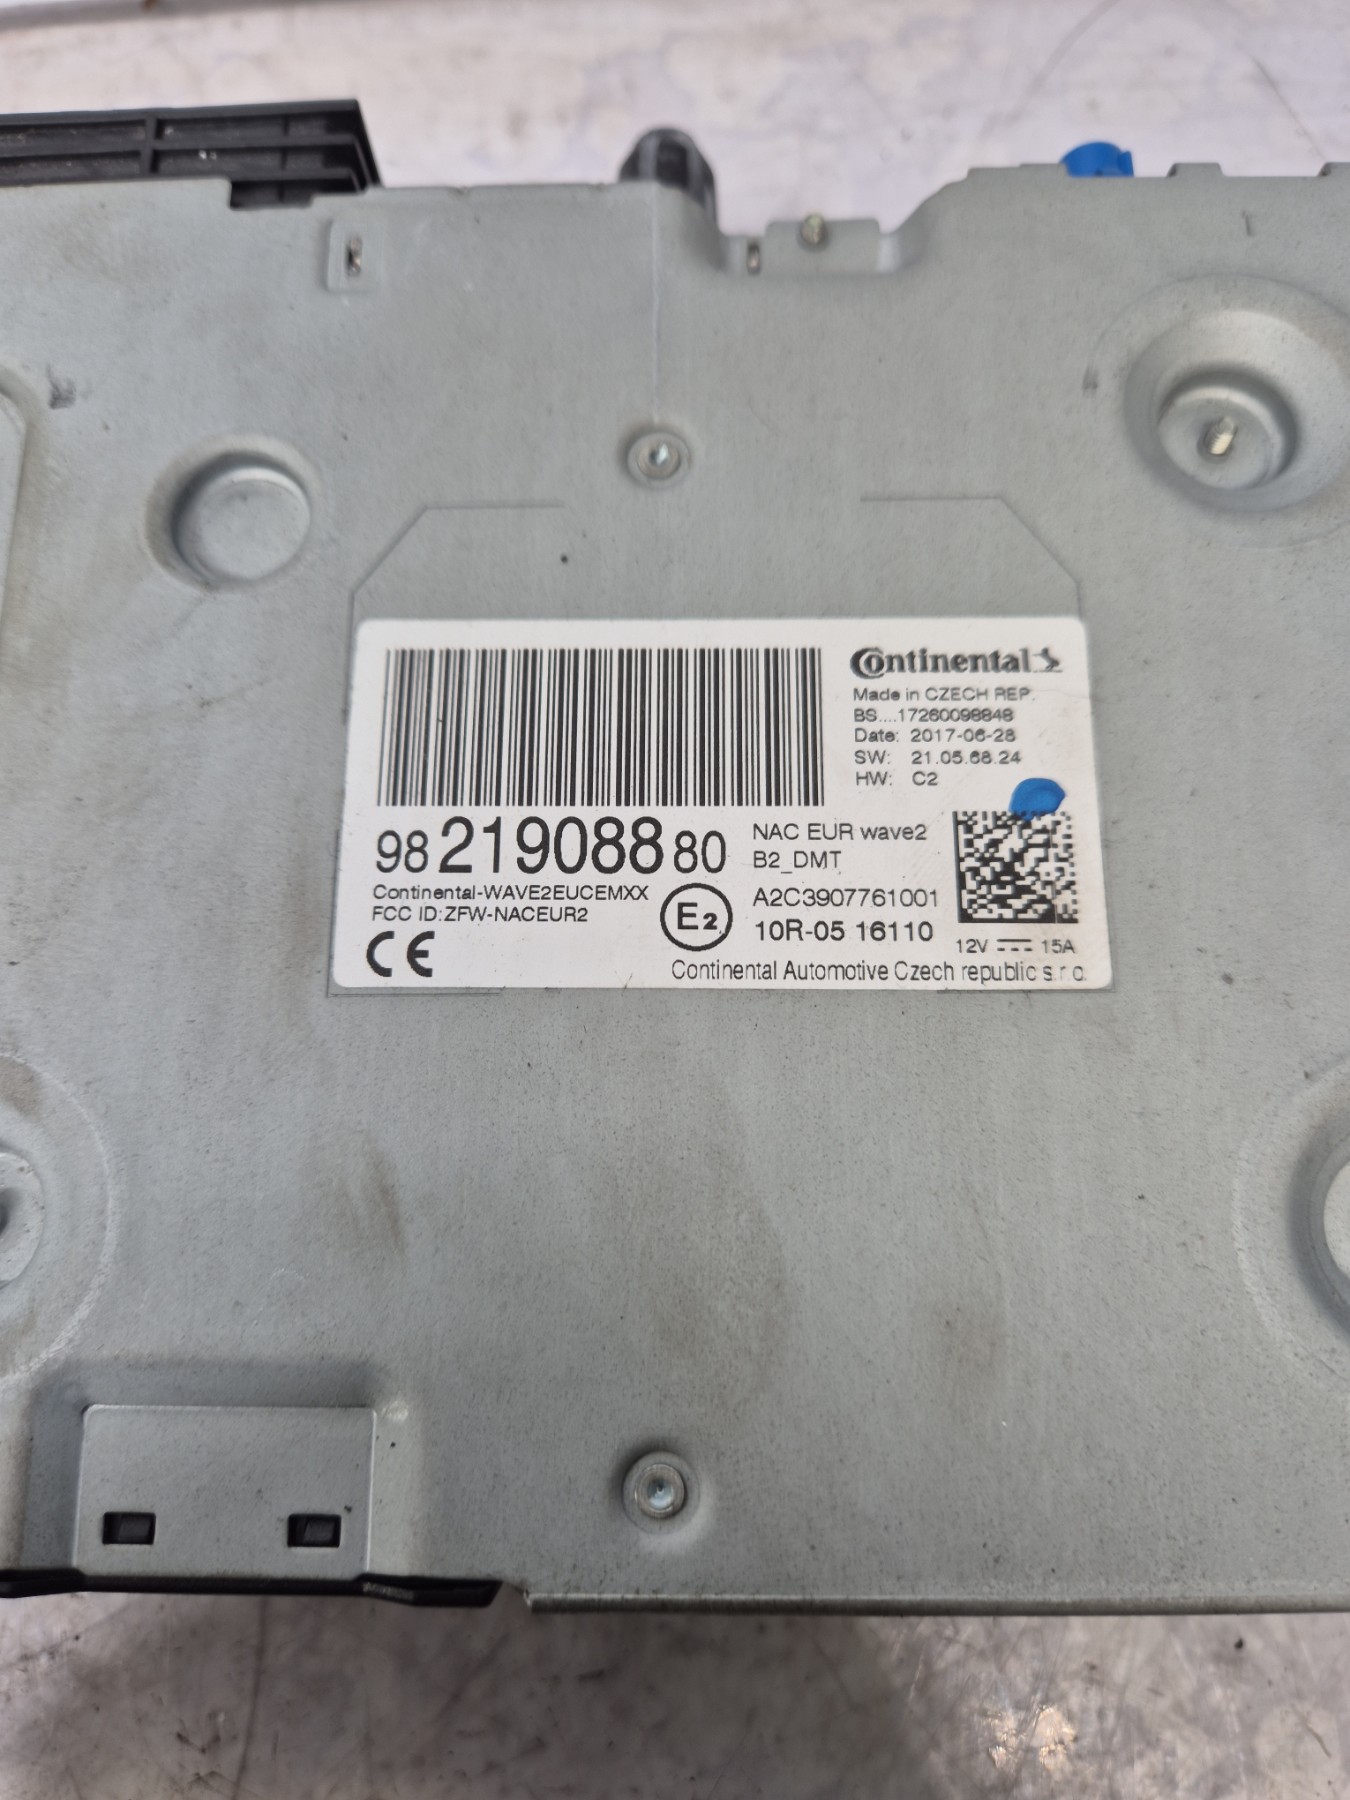 Continental
Made in CZECH REP.
BS....17260098848
Date: 2017-06-28
SW: 21.05.68.24
HW: C2
98 219088 80
NAC EUR wave2
B2_DMT
Continental-WAVE2EUCEMXX
FCC ID:ZFW-NACEUR2
E2
A2C3907761001
10R-05 16110
12V 15A
CE
Continental Automotive Czech republic s.r.o.